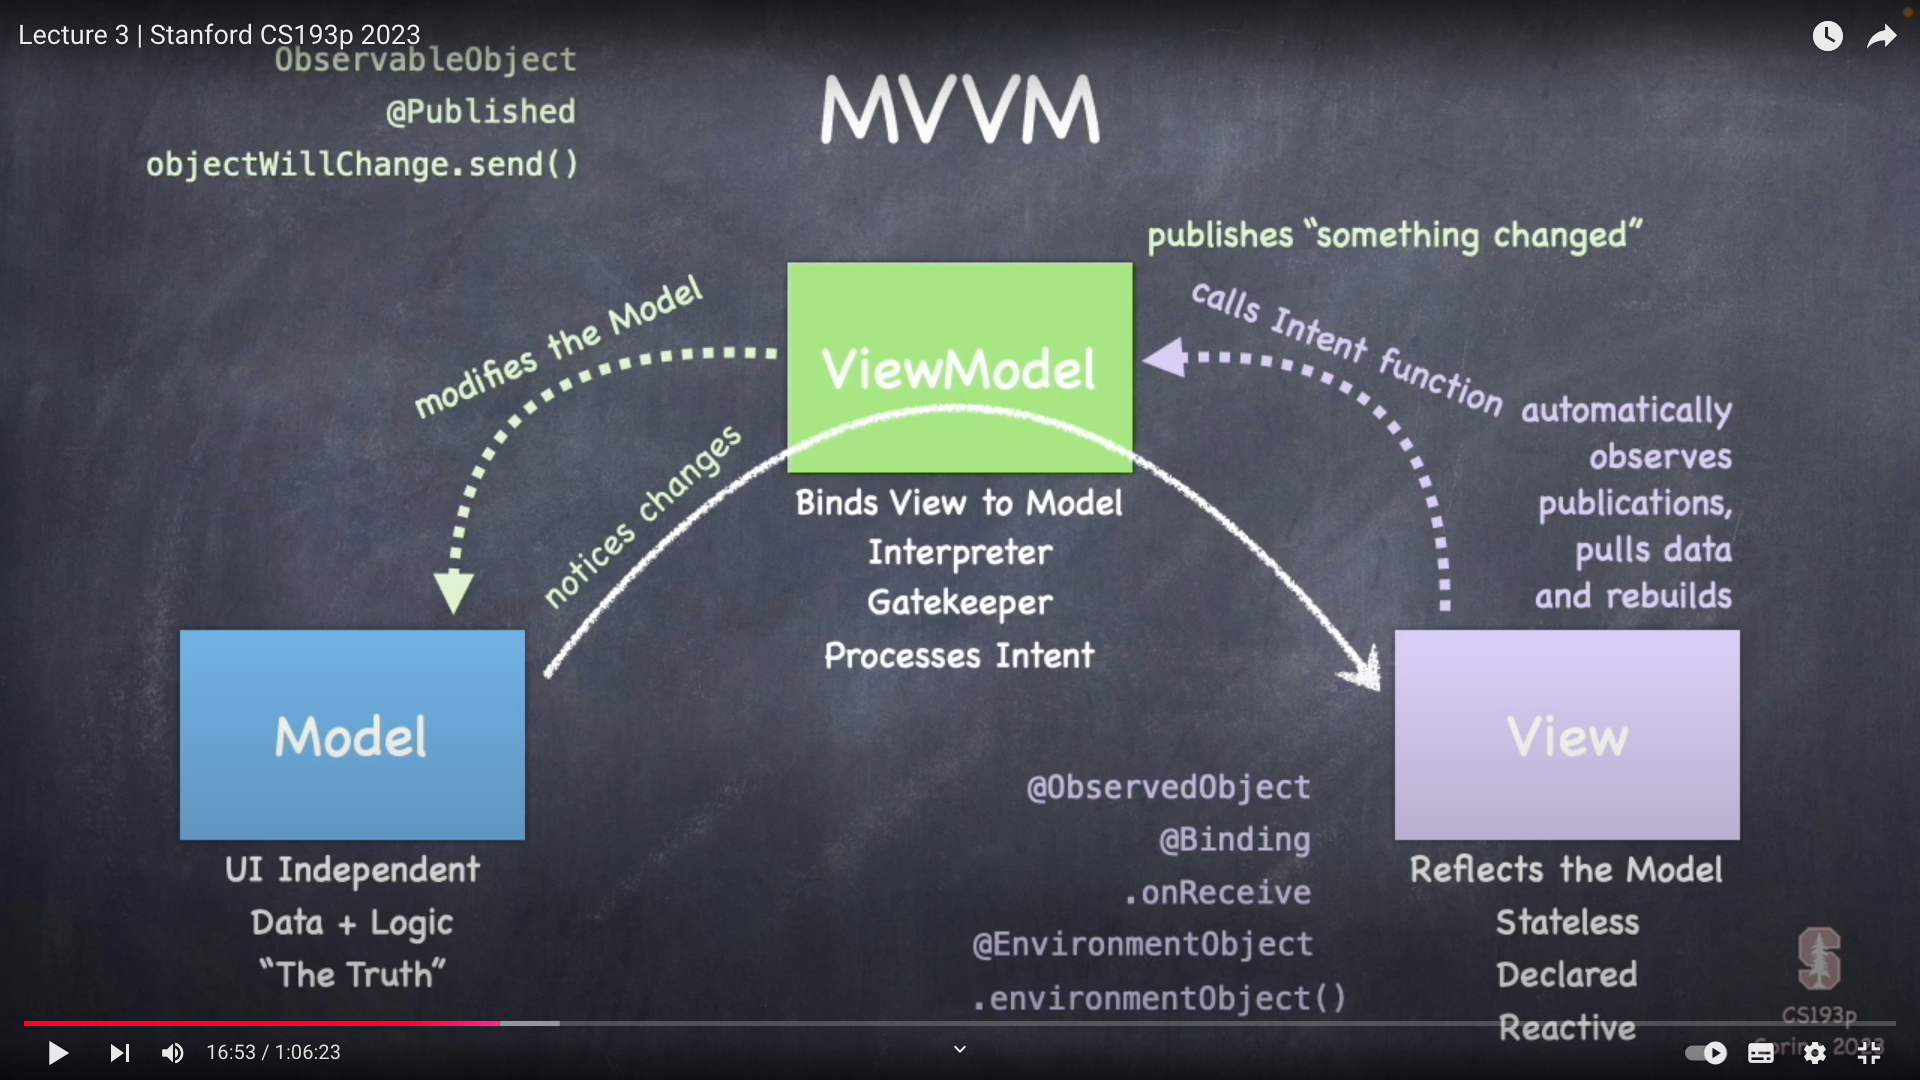 Lecture 3 | Stanford CS193p 2023
ObservableObject
@Published
objectWillChange.send()
MVVM
publishes “something changed”
modifies the Model
calls Intent function
ViewModel
notices changes
automatically
observes
publications,
pulls data
and rebuilds
Binds View to Model
Interpreter
Gatekeeper
Processes Intent
Model
View
UI Independent
Data + Logic
“The Truth”
@ObservedObject
@Binding
.onReceive
@EnvironmentObject
.environmentObject()
Reflects the Model
Stateless
Declared
Reactive
S
CS193p
Spring 2023
16:53 / 1:06:23